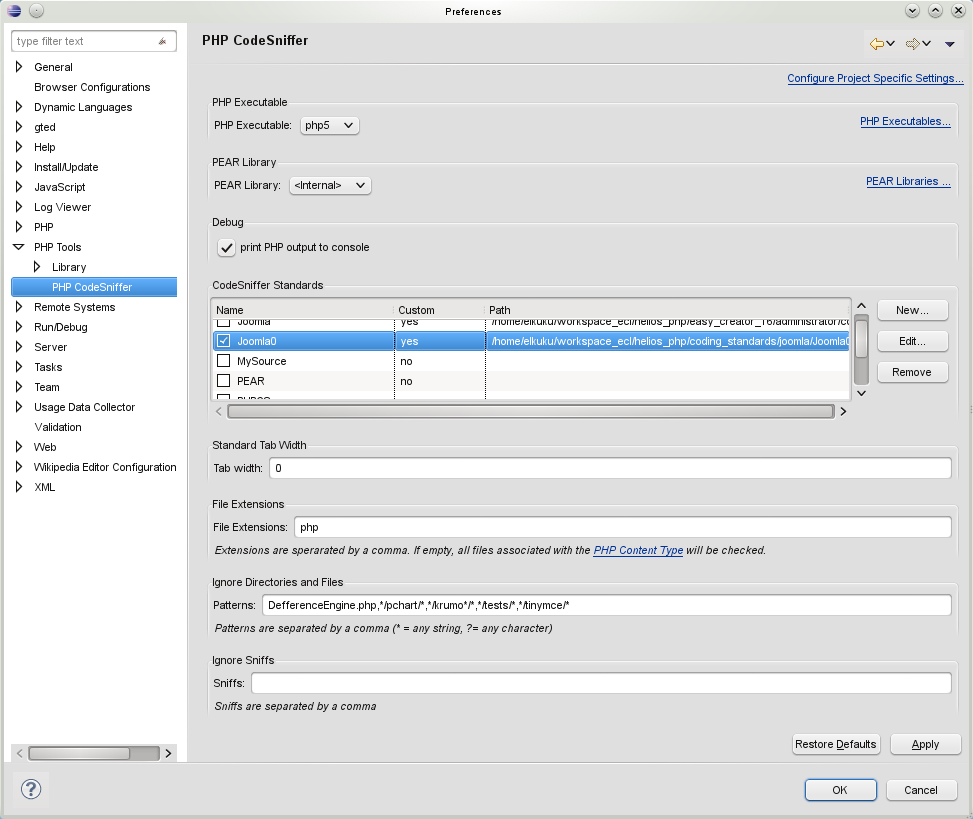 Preferences
type filter text
General
Browser Configurations
Dynamic Languages
gted
Help
Install/Update
JavaScript
Log Viewer
PHP
PHP Tools
Library
PHP CodeSniffer
Remote Systems
Run/Debug
Server
Tasks
Team
Usage Data Collector
Validation
Web
Wikipedia Editor Configuration
XML
PHP CodeSniffer
Configure Project Specific Settings...
PHP Executable
PHP Executable: php5 PHP Executables...
PEAR Library
PEAR Library: <Internal> PEAR Libraries ...
Debug
print PHP output to console
CodeSniffer Standards
Name Custom Path
Joomla yes /home/elkuku/workspace_ecl/helios_php/easy_creator_16/administrator/co
Joomla0 yes /home/elkuku/workspace_ecl/helios_php/coding_standards/joomla/Joomla0
MySource no
PEAR no
New...
Edit...
Remove
Standard Tab Width
Tab width: 0
File Extensions
File Extensions: php
Extensions are sperarated by a comma. If empty, all files associated with the PHP Content Type will be checked.
Ignore Directories and Files
Patterns: DefferenceEngine.php,*/pchart/*,*/krumo*/*,*/tests/*,*/tinymce/*
Patterns are separated by a comma (* = any string, ?= any character)
Ignore Sniffs
Sniffs:
Sniffs are separated by a comma
Restore Defaults Apply
OK Cancel